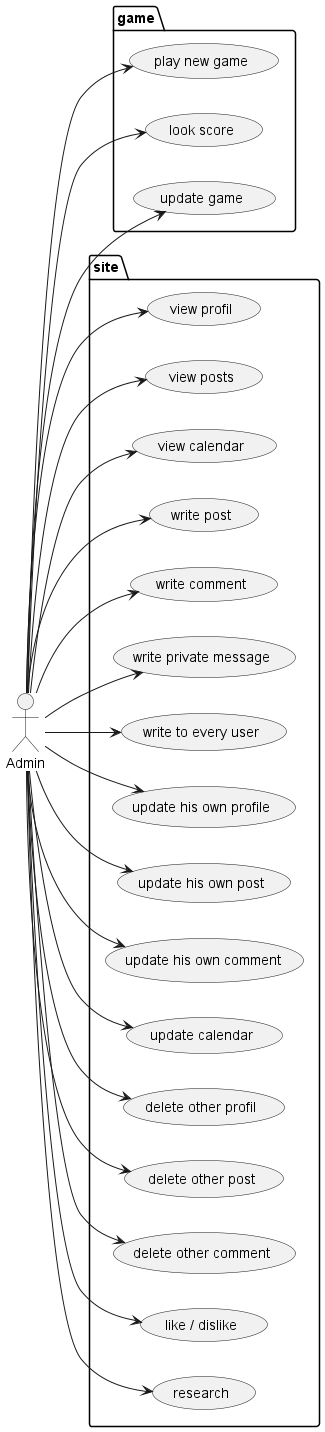 game
play new game
look score
update game
site
view profil
view posts
view calendar
write post
write comment
write private message
write to every user
Admin
update his own profile
update his own post
update his own comment
update calendar
delete other profil
delete other post
delete other comment
like / dislike
research